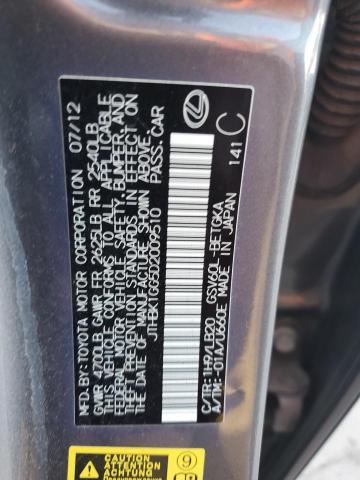 MFD.BY:TOYOTA MOTOR CORPORATION 07/12
GVWR 4700LB GAWR FR 2625LB RR 2540LB
THIS VEHICLE CONFORMS TO ALL APPLICABLE
FEDERAL MOTOR VEHICLE SAFETY, BUMPER, AND
THEFT PREVENTION STANDARDS IN EFFECT ON
THE DATE OF MANUFACTURE SHOWN ABOVE.
JTHBK1GG5D2009510 PASS.CAR
C/TR: 1H9/LB20 GSV60L -BETGKA
A/TM: -01A/U660E MADE IN JAPAN
141 C
CAUTION
ATTENTION
ACHTUNG